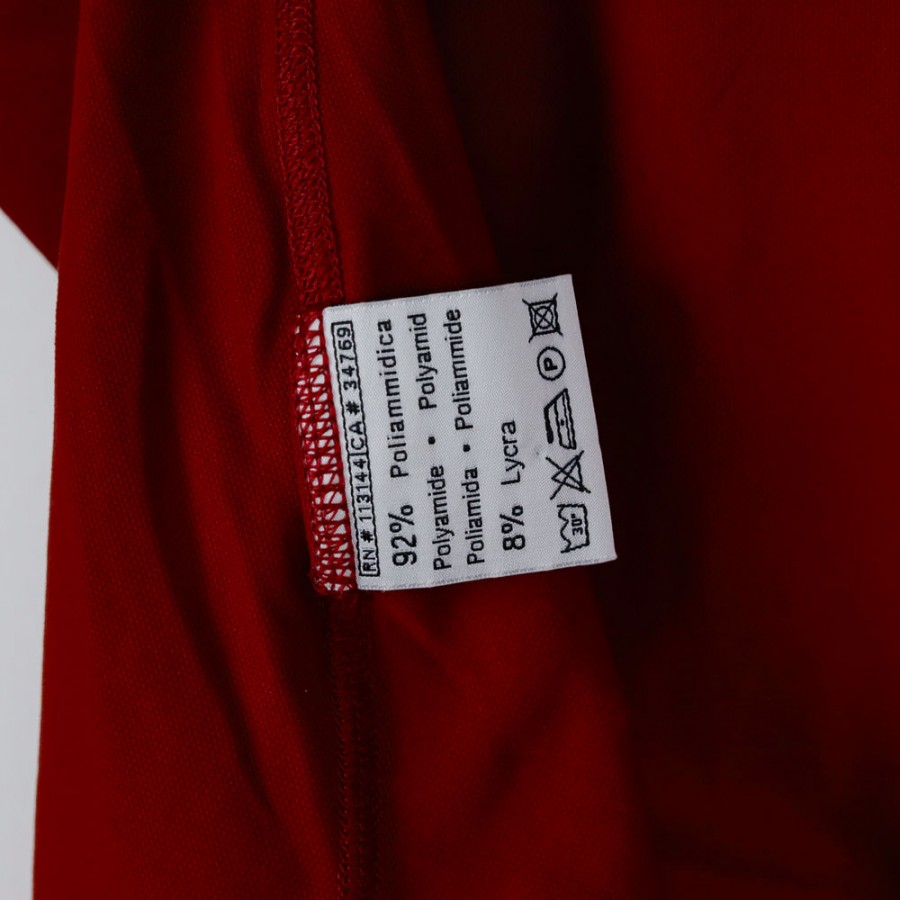 RN # 113144 CA # 34769
92% Poliammidica
Polyamide • Polyamid
Poliamida • Poliammide
8% Lycra
30° P